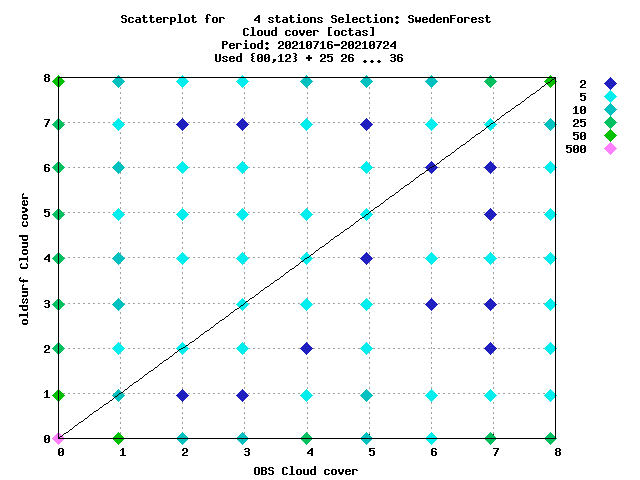 Scatterplot for    4 stations Selection: SwedenForest
Cloud cover [octas]
Period: 20210716-20210724
Used {00,12} + 25 26 ... 36
2
5
10
25
50
500
8
7
6
5
4
3
2
1
0
oldsurf Cloud cover
0 1 2 3 4 5 6 7 8
OBS Cloud cover